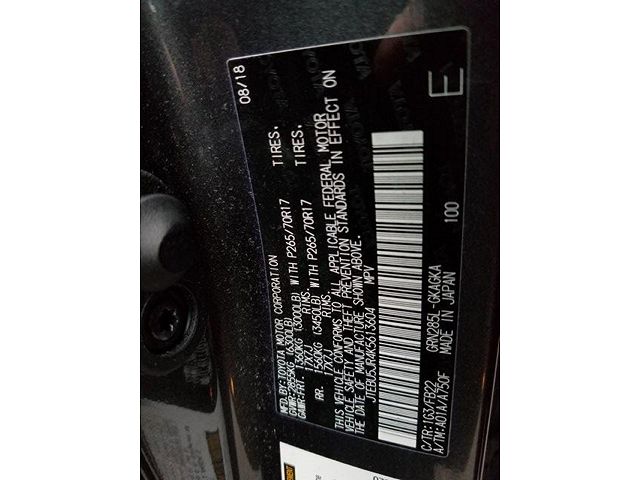 MFD.BY:TOYOTA MOTOR CORPORATION 08/18
GVWR:2855KG (6300LB)
GAWR:FRT. 1360KG (3000LB) WITH P265/70R17 TIRES,
17X7J RIMS.
RR. 1560KG (3450LB) WITH P265/70R17 TIRES,
17X7J RIMS.
THIS VEHICLE CONFORMS TO ALL APPLICABLE FEDERAL MOTOR
VEHICLE SAFETY AND THEFT PREVENTION STANDARDS IN EFFECT ON
THE DATE OF MANUFACTURE SHOWN ABOVE.
JTEBU5JR4K5613604 MPV
C/TR:1G3/FB22 GRN285L-GKAGKA
A/TM:A01A/A750F MADE IN JAPAN 100 E